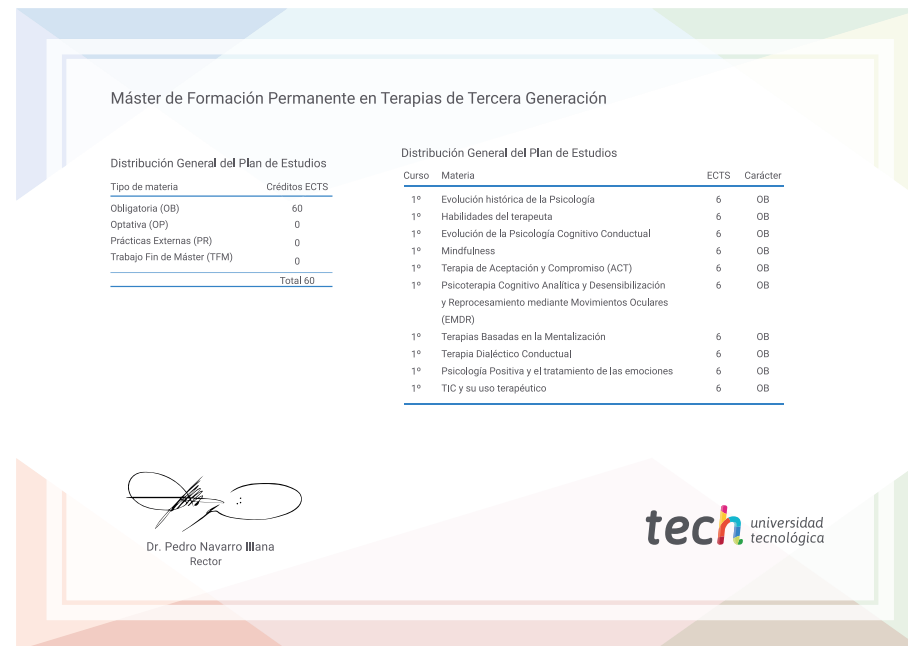 Máster de Formación Permanente en Terapias de Tercera Generación
Distribución General del Plan de Estudios
Tipo de materia Créditos ECTS
Obligatoria (OB) 60
Optativa (OP) 0
Prácticas Externas (PR) 0
Trabajo Fin de Máster (TFM) 0
Total 60
Distribución General del Plan de Estudios
Curso Materia ECTS Carácter
1º Evolución histórica de la Psicología 6 OB
1º Habilidades del terapeuta 6 OB
1º Evolución de la Psicología Cognitivo Conductual 6 OB
1º Mindfulness 6 OB
1º Terapia de Aceptación y Compromiso (ACT) 6 OB
1º Psicoterapia Cognitivo Analítica y Desensibilización 6 OB
y Reprocesamiento mediante Movimientos Oculares
(EMDR)
1º Terapias Basadas en la Mentalización 6 OB
1º Terapia Dialéctico Conductual 6 OB
1º Psicología Positiva y el tratamiento de las emociones 6 OB
1º TIC y su uso terapéutico 6 OB
Dr. Pedro Navarro Illana
Rector
tech universidad
tecnológica